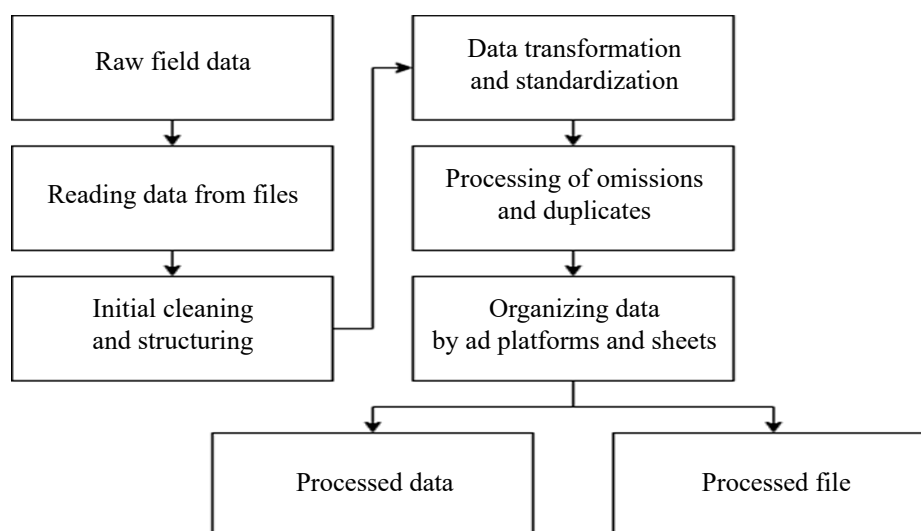 Raw field data
Reading data from files
Initial cleaning
and structuring
Data transformation
and standardization
Processing of omissions
and duplicates
Organizing data
by ad platforms and sheets
Processed data
Processed file